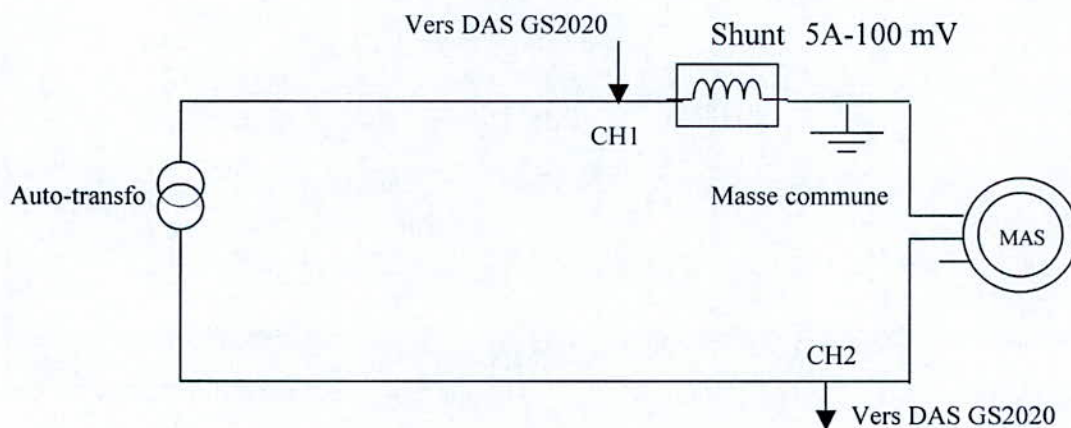 Vers DAS GS2020
Shunt 5A-100 mV
CH1
Auto-transfo
Masse commune
MAS
CH2
Vers DAS GS2020